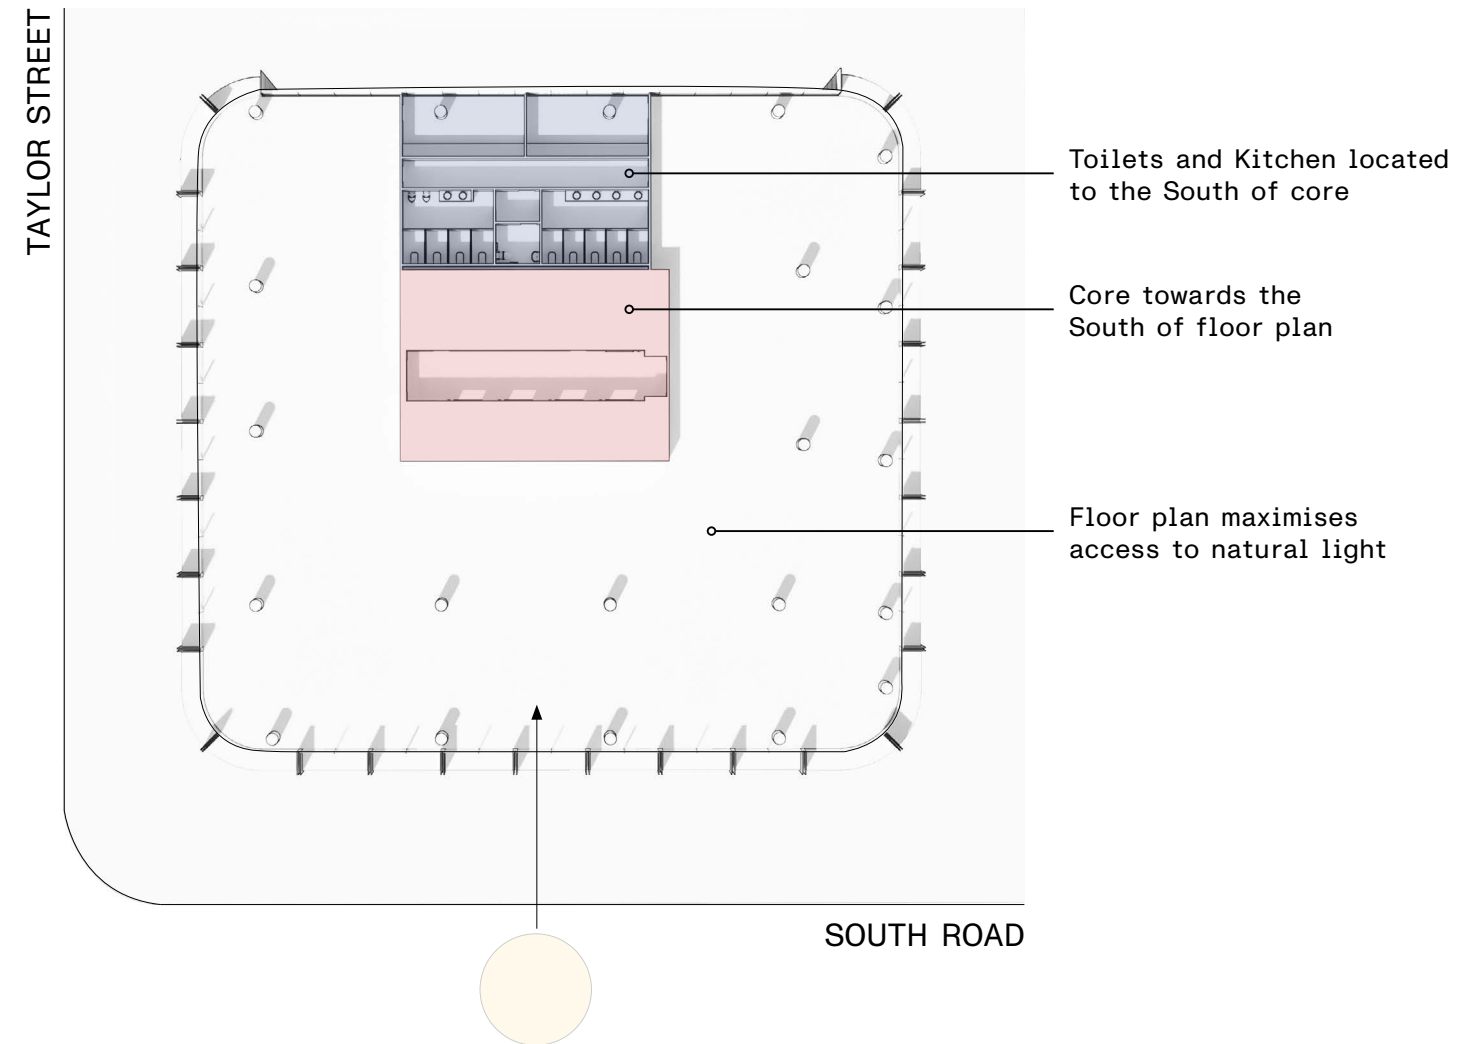 TAYLOR STREET
Toilets and Kitchen located
to the South of core
Core towards the
South of floor plan
Floor plan maximises
access to natural light
SOUTH ROAD